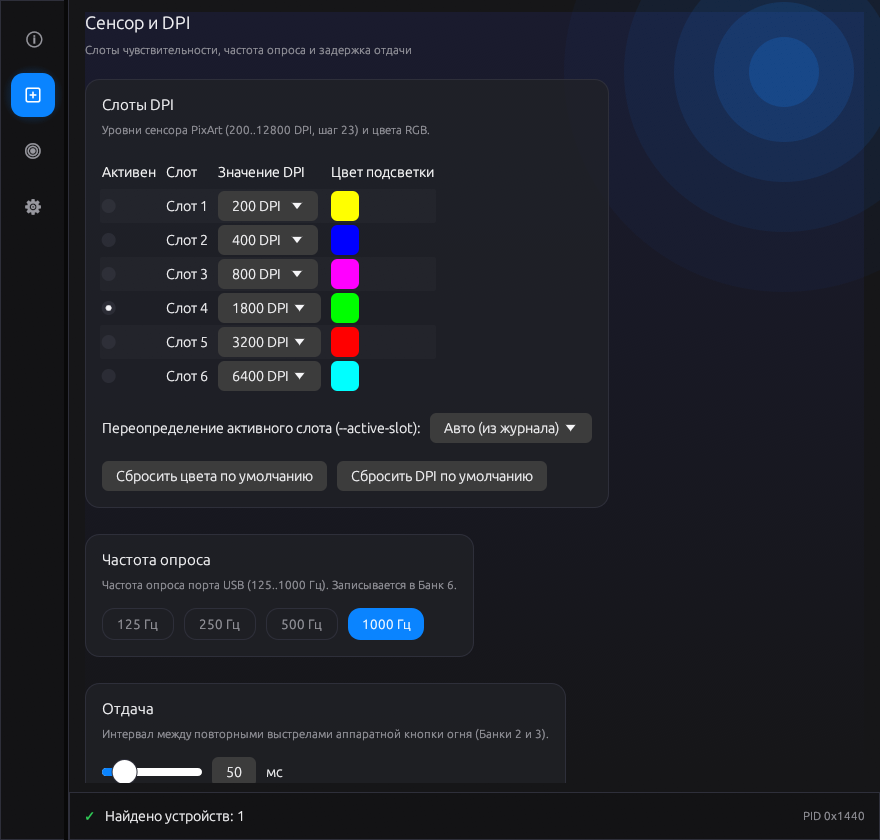 Сенсор и DPI
Слоты чувствительности, частота опроса и задержка отдачи
Слоты DPI
Уровни сенсора PixArt (200..12800 DPI, шаг 23) и цвета RGB.
Активен Слот Значение DPI Цвет подсветки
Слот 1 200 DPI
Слот 2 400 DPI
Слот 3 800 DPI
Слот 4 1800 DPI
Слот 5 3200 DPI
Слот 6 6400 DPI
Переопределение активного слота (--active-slot): Авто (из журнала)
Сбросить цвета по умолчанию Сбросить DPI по умолчанию
Частота опроса
Частота опроса порта USB (125..1000 Гц). Записывается в Банк 6.
125 Гц 250 Гц 500 Гц 1000 Гц
Отдача
Интервал между повторными выстрелами аппаратной кнопки огня (Банки 2 и 3).
50 мс
✓ Найдено устройств: 1 PID 0x1440